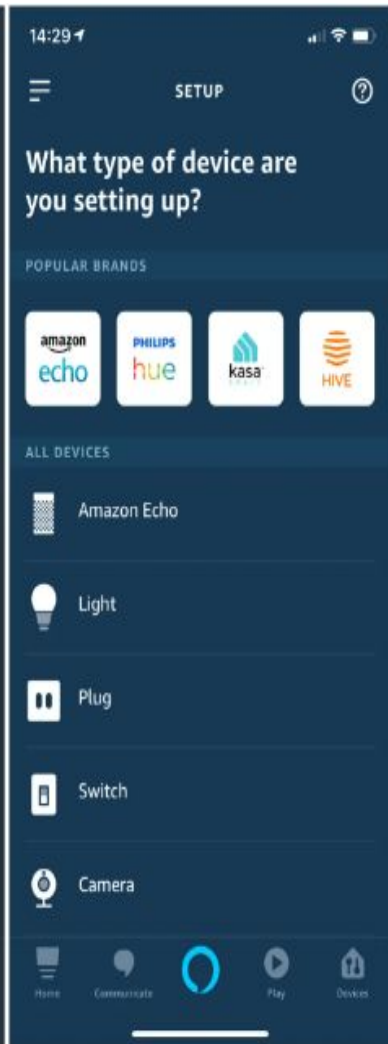 14:29
SETUP
What type of device are
you setting up?
POPULAR BRANDS
amazon
echo
PHILIPS
hue
kasa
HIVE
ALL DEVICES
Amazon Echo
Light
Plug
Switch
Camera
Home
Communicate
Play
Devices